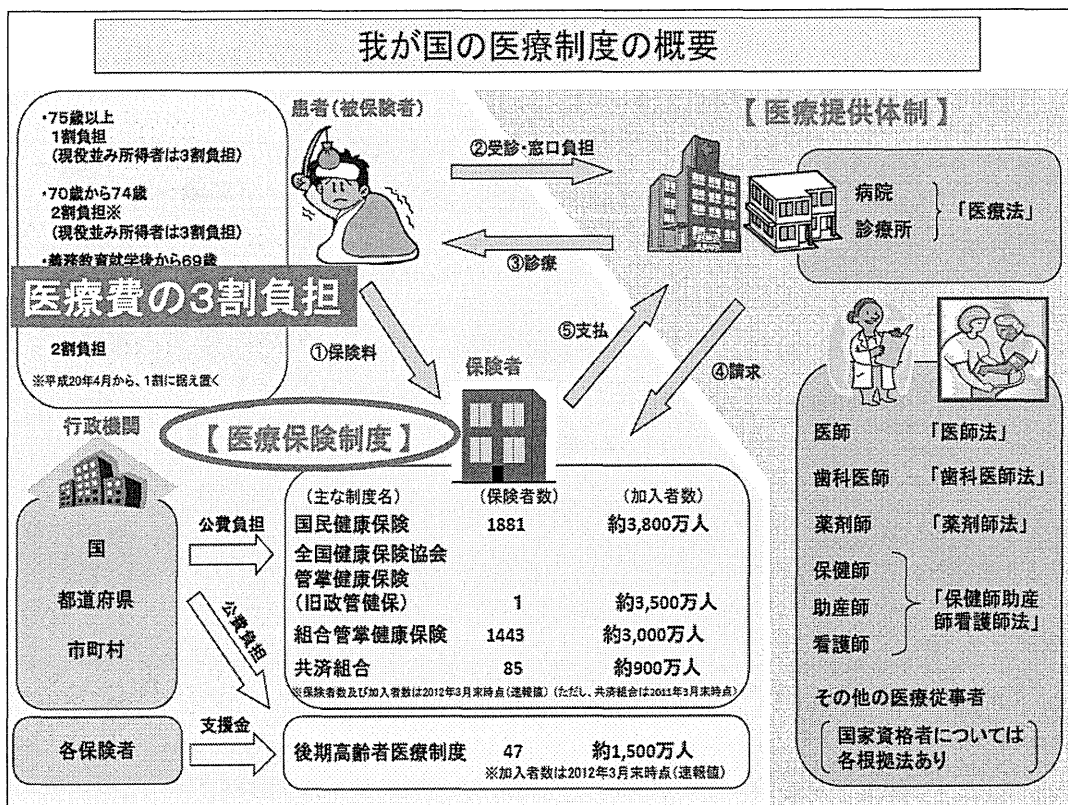 我が国の医療制度の概要
・75歳以上
1割負担
(現役並み所得者は3割負担)
・70歳から74歳
2割負担※
(現役並み所得者は3割負担)
・義務教育就学後から69歳
医療費の3割負担
2割負担
※平成20年4月から、1割に据え置く
患者(被保険者)
②受診・窓口負担
③診療
①保険料
⑤支払
④請求
保険者
【 医療提供体制 】
病院
診療所
「医療法」
医師 「医師法」
歯科医師 「歯科医師法」
薬剤師 「薬剤師法」
保健師
助産師
看護師
「保健師助産
師看護師法」
その他の医療従事者
国家資格者については
各根拠法あり
行政機関
国
都道府県
市町村
各保険者
公費負担
公費負担
支援金
【 医療保険制度 】
(主な制度名) (保険者数) (加入者数)
国民健康保険 1881 約3,800万人
全国健康保険協会
管掌健康保険
(旧政管健保) 1 約3,500万人
組合管掌健康保険 1443 約3,000万人
共済組合 85 約900万人
※保険者数及び加入者数は2012年3月末時点(速報値) (ただし、共済組合は2011年3月末時点)
後期高齢者医療制度 47 約1,500万人
※加入者数は2012年3月末時点(速報値)